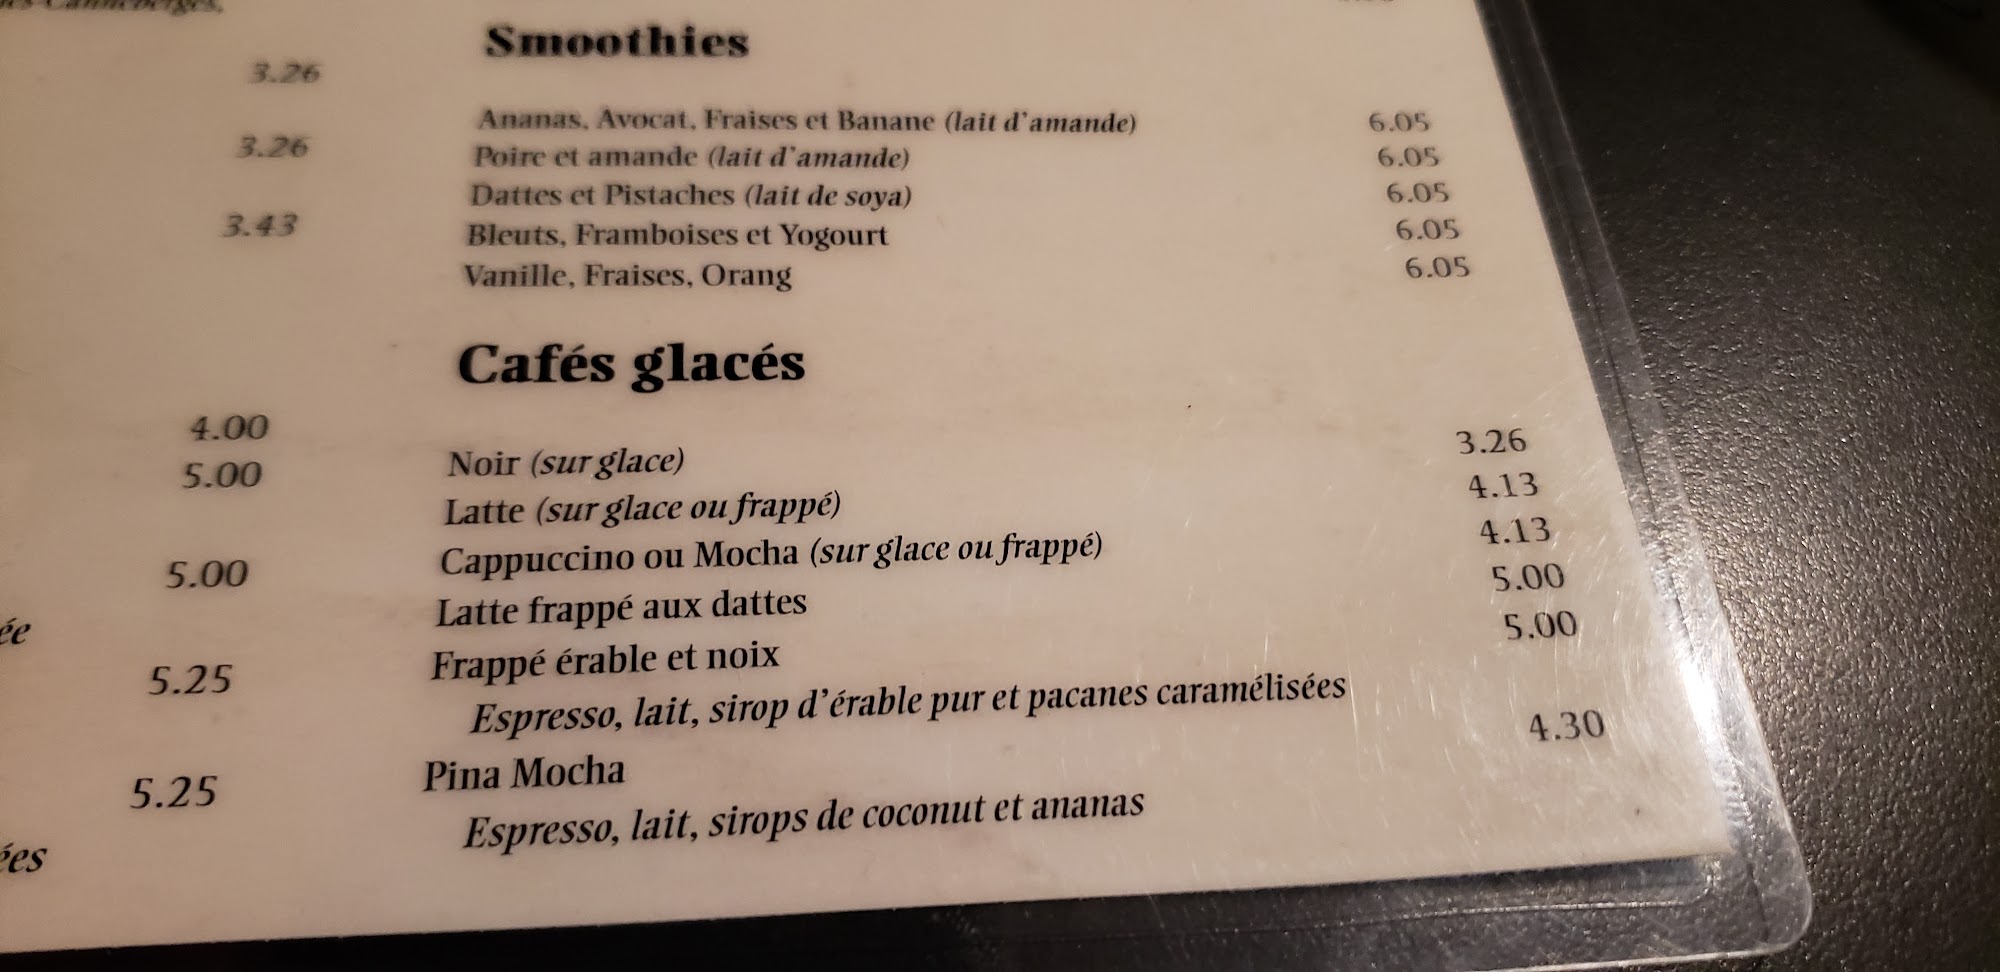 3.26
3.26
3.43
4.00
5.00
5.00
ée
5.25
5.25
ées
Smoothies
Ananas, Avocat, Fraises et Banane (lait d'amande) 6.05
Poire et amande (lait d'amande) 6.05
Dattes et Pistaches (lait de soya) 6.05
Bleuts, Framboises et Yogourt 6.05
Vanille, Fraises, Orang 6.05
Cafés glacés
Noir (sur glace) 3.26
Latte (sur glace ou frappé) 4.13
Cappuccino ou Mocha (sur glace ou frappé) 4.13
Latte frappé aux dattes 5.00
Frappé érable et noix 5.00
Espresso, lait, sirop d'érable pur et pacanes caramélisées
Pina Mocha 4.30
Espresso, lait, sirops de coconut et ananas